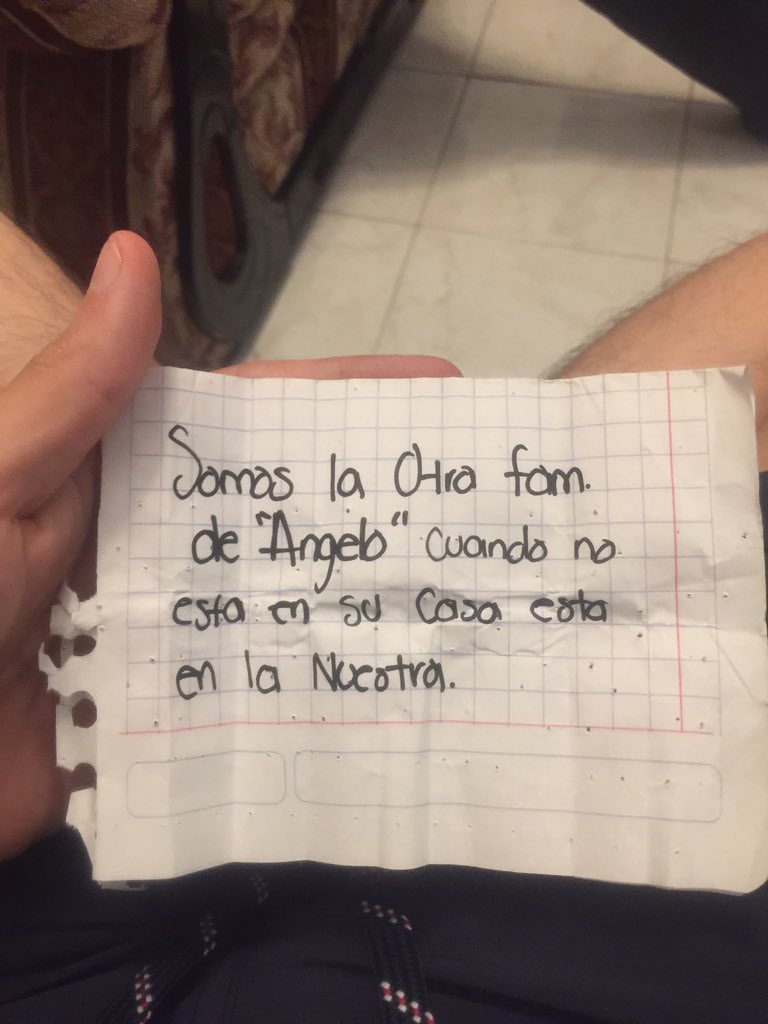 Somos la Otra fam.
de "Angelo" cuando no
esta en su Casa esta
en la Nuestra.